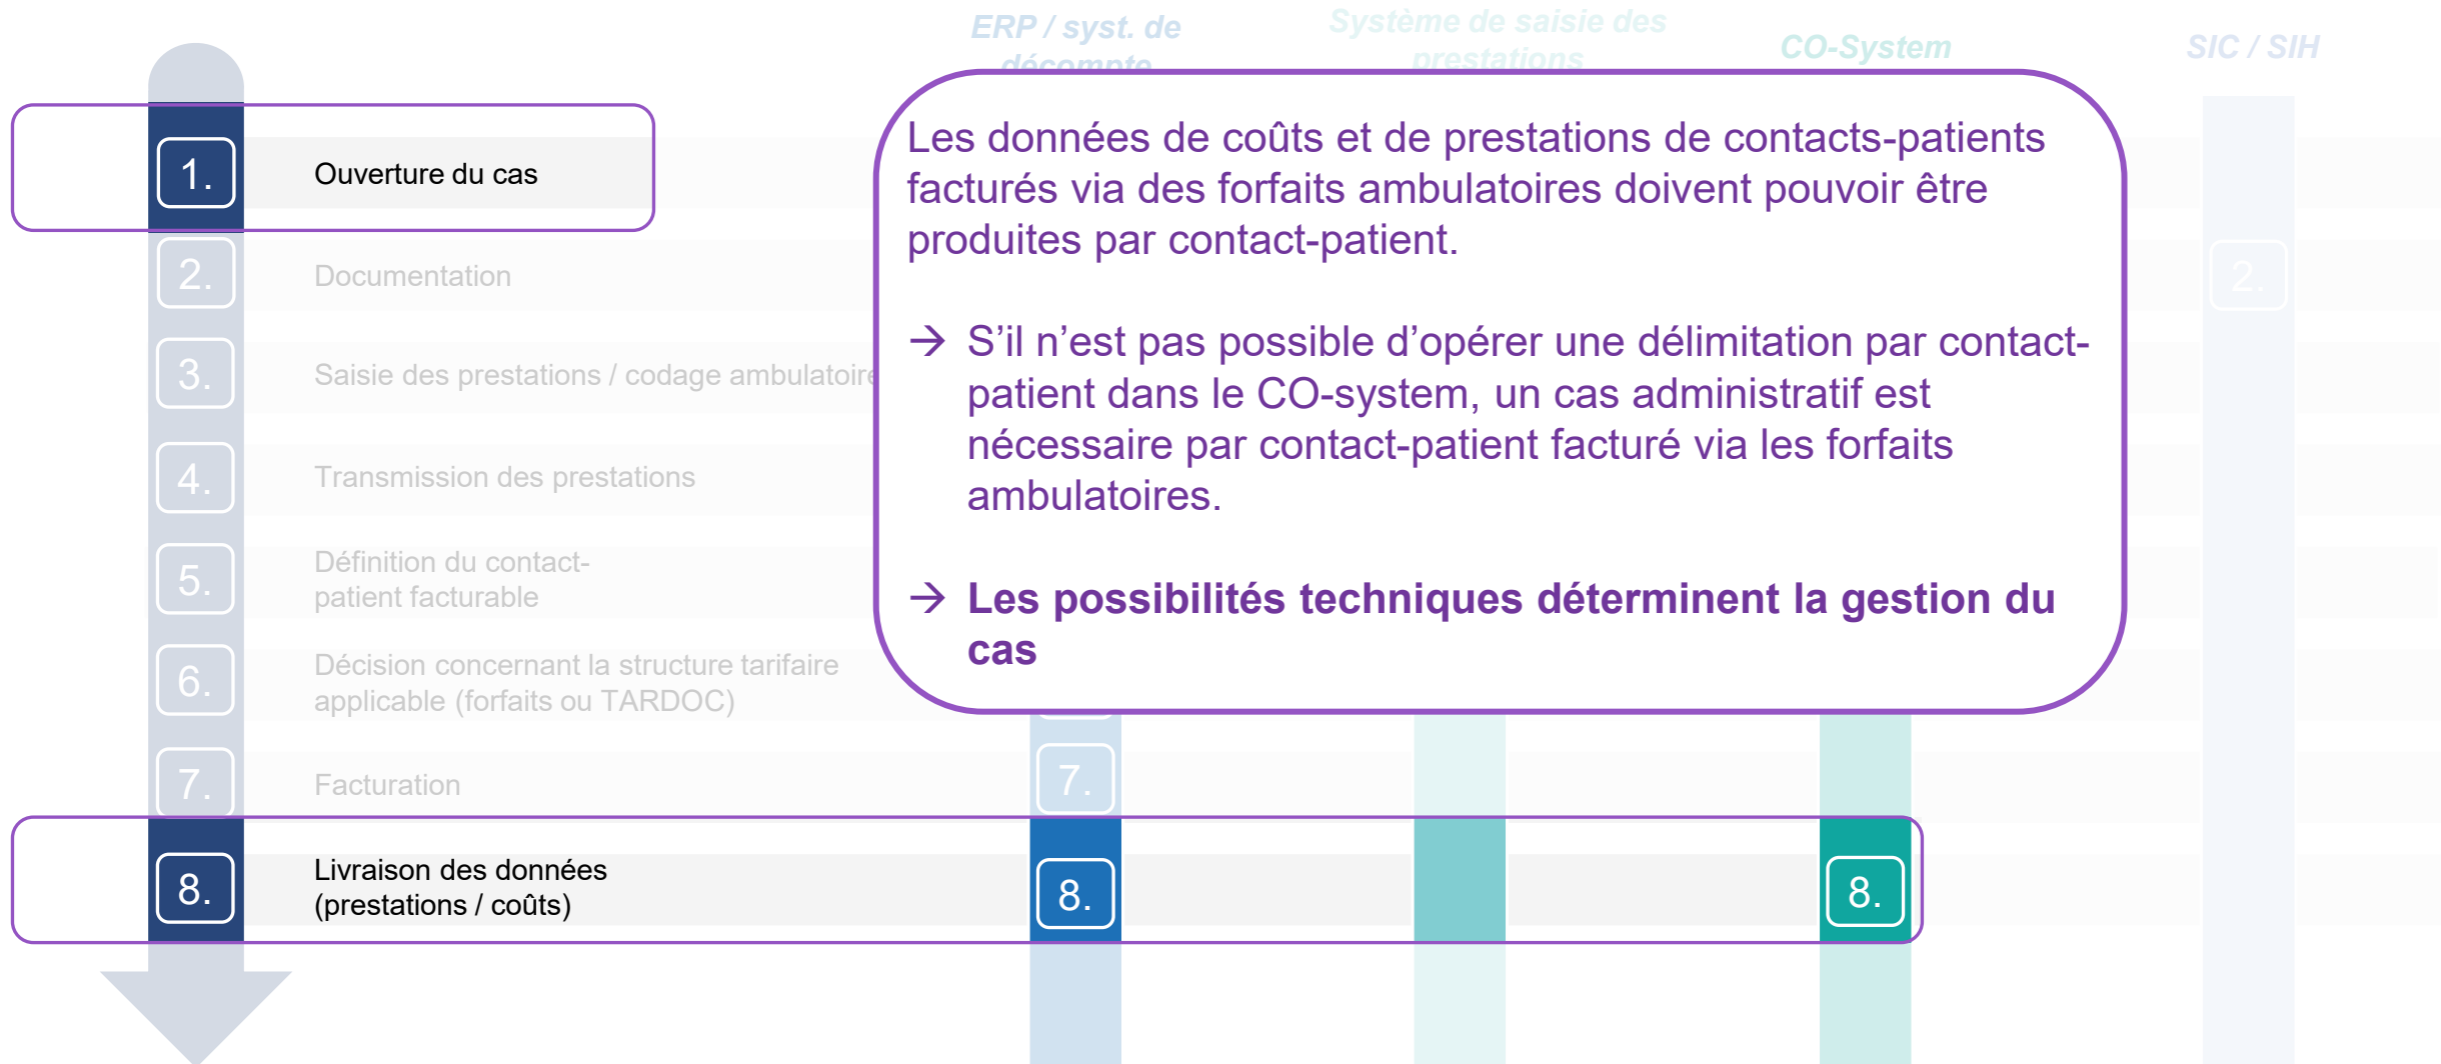 ERP / syst. de
décompte
Système de saisie des
prestations
CO-System
SIC / SIH
1.
Ouverture du cas
2.
Documentation
2.
3.
Saisie des prestations / codage ambulatoire
4.
Transmission des prestations
5.
Définition du contact-
patient facturable
6.
Décision concernant la structure tarifaire
applicable (forfaits ou TARDOC)
7.
Facturation
7.
8.
Livraison des données
(prestations / coûts)
8.
8.
Les données de coûts et de prestations de contacts-patients
facturés via des forfaits ambulatoires doivent pouvoir être
produites par contact-patient.
→ S’il n’est pas possible d’opérer une délimitation par contact-
patient dans le CO-system, un cas administratif est
nécessaire par contact-patient facturé via les forfaits
ambulatoires.
→ Les possibilités techniques déterminent la gestion du
cas